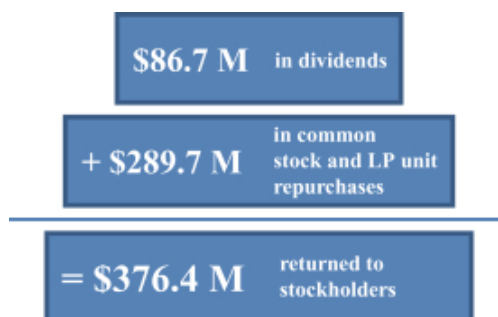 $86.7 M in dividends
+ $289.7 M in common
stock and LP unit
repurchases
= $376.4 M returned to
stockholders